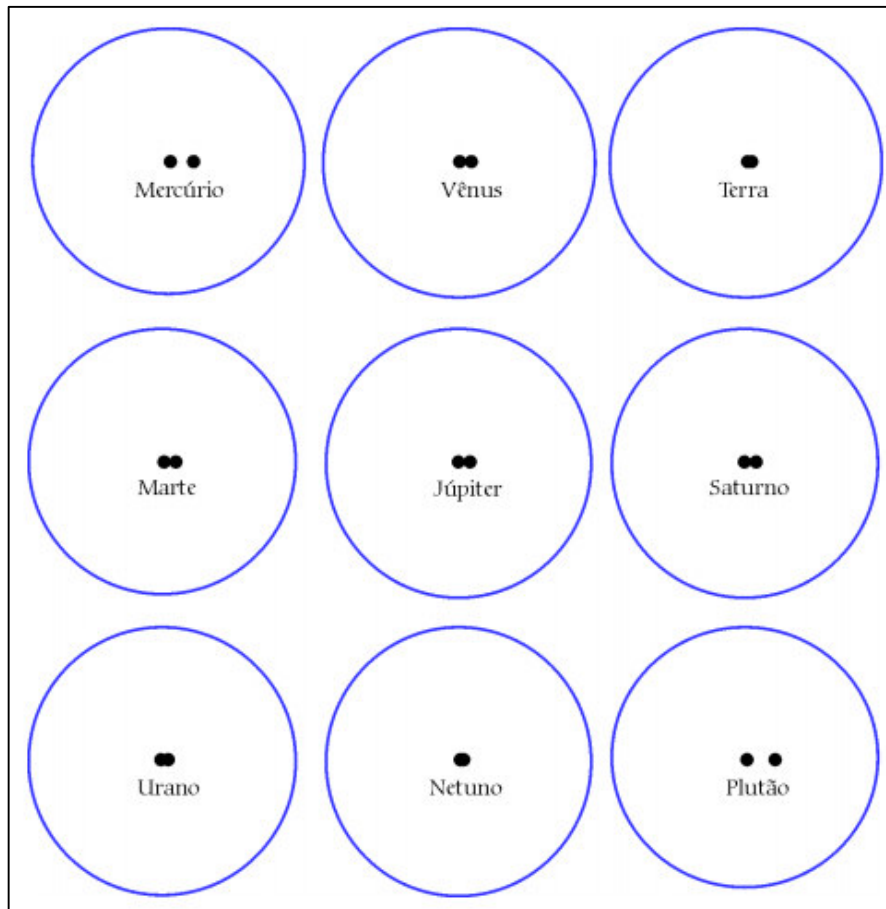 Mercúrio
Vênus
Terra
Marte
Júpiter
Saturno
Urano
Netuno
Plutão